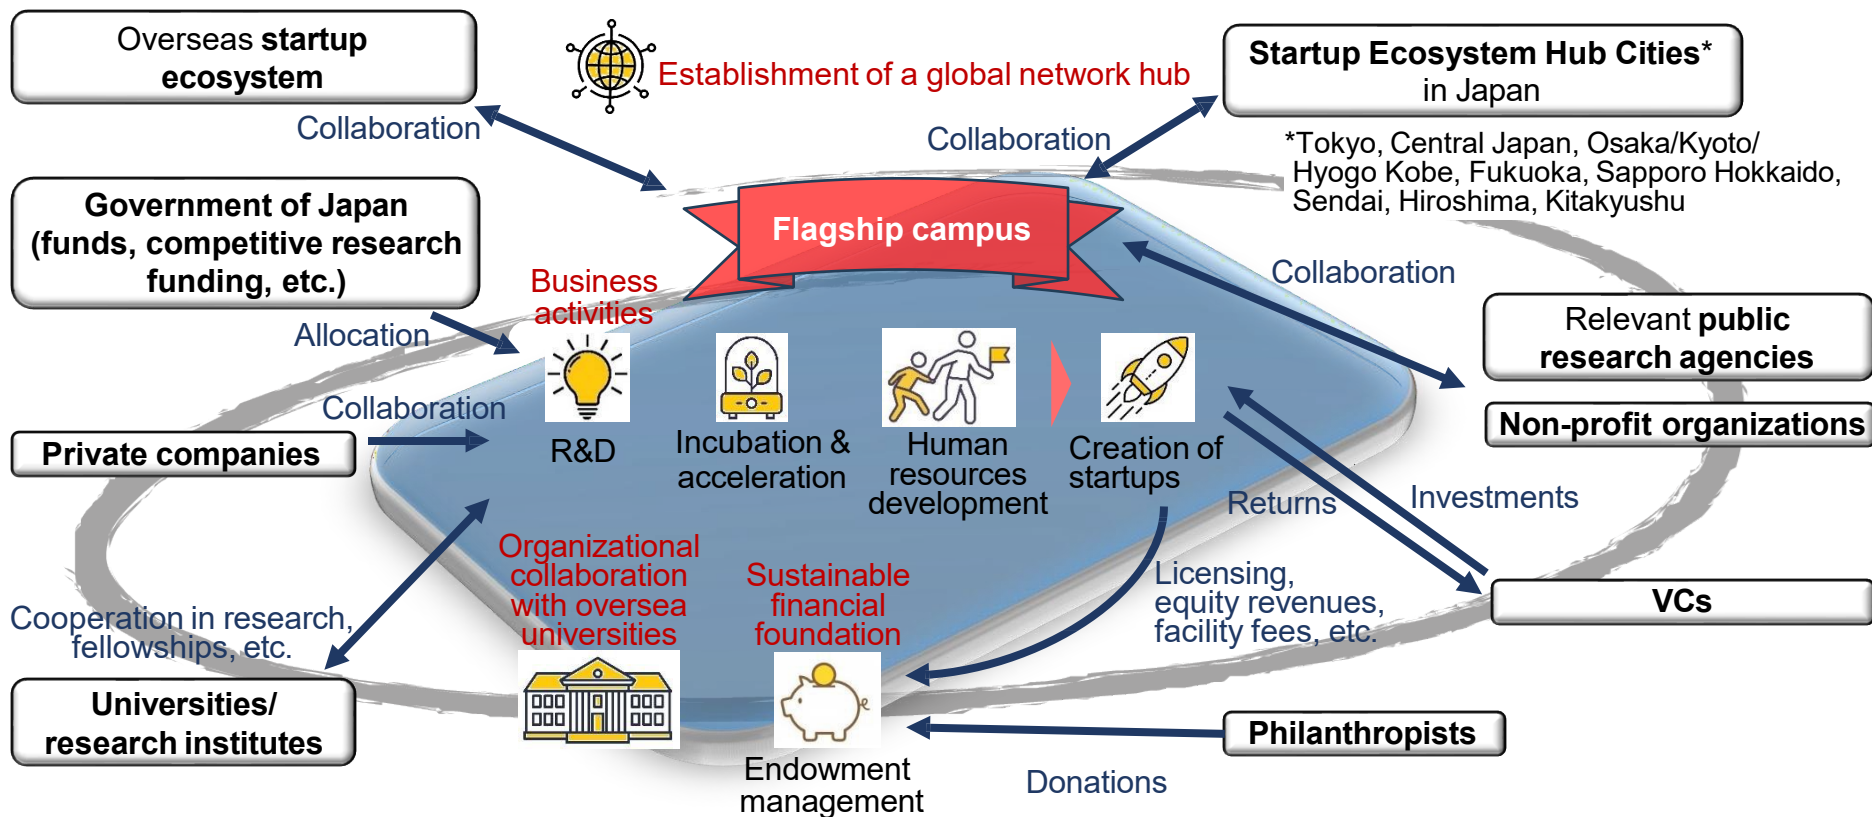 Overseas startup
ecosystem
Establishment of a global network hub
Startup Ecosystem Hub Cities*
in Japan
Collaboration
Collaboration
*Tokyo, Central Japan, Osaka/Kyoto/
Hyogo Kobe, Fukuoka, Sapporo Hokkaido,
Sendai, Hiroshima, Kitakyushu
Government of Japan
(funds, competitive research
funding, etc.)
Flagship campus
Collaboration
Business
activities
Allocation
Relevant public
research agencies
Collaboration
Private companies
Non-profit organizations
R&D
Incubation &
acceleration
Human
resources
development
Creation of
startups
Returns
Investments
Organizational
collaboration
with oversea
universities
Sustainable
financial
foundation
Licensing,
equity revenues,
facility fees, etc.
VCs
Cooperation in research,
fellowships, etc.
Universities/
research institutes
Philanthropists
Endowment
management
Donations